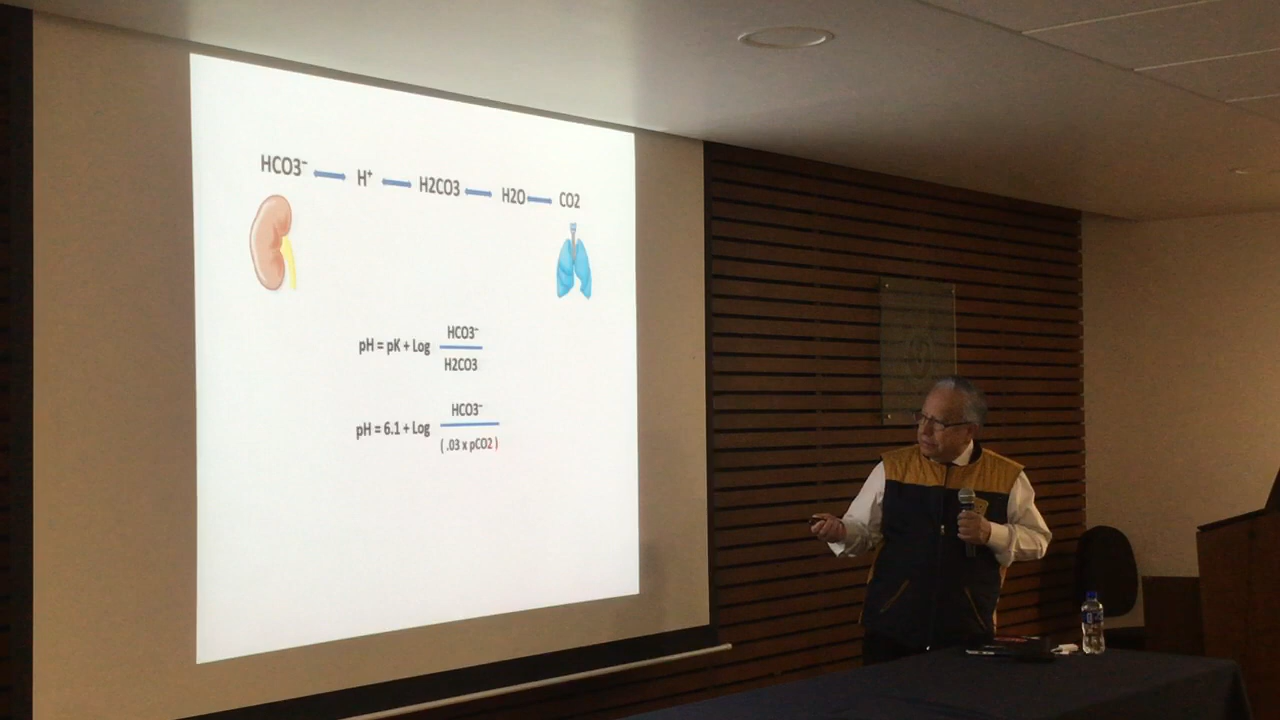 HCO3⁻ H⁺ H2CO3 H2O CO2
pH = pK + Log HCO3⁻
H2CO3
pH = 6.1 + Log HCO3⁻
( .03 x pCO2 )